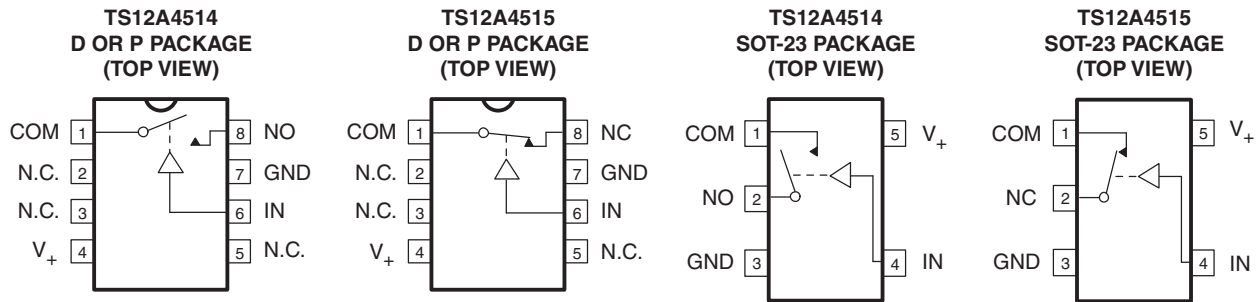 TS12A4514
D OR P PACKAGE
(TOP VIEW)
COM 1 8 NO
N.C. 2 7 GND
N.C. 3 6 IN
V+ 4 5 N.C.
TS12A4515
D OR P PACKAGE
(TOP VIEW)
COM 1 8 NC
N.C. 2 7 GND
N.C. 3 6 IN
V+ 4 5 N.C.
TS12A4514
SOT-23 PACKAGE
(TOP VIEW)
COM 1 5 V+
NO 2
GND 3 4 IN
TS12A4515
SOT-23 PACKAGE
(TOP VIEW)
COM 1 5 V+
NC 2
GND 3 4 IN